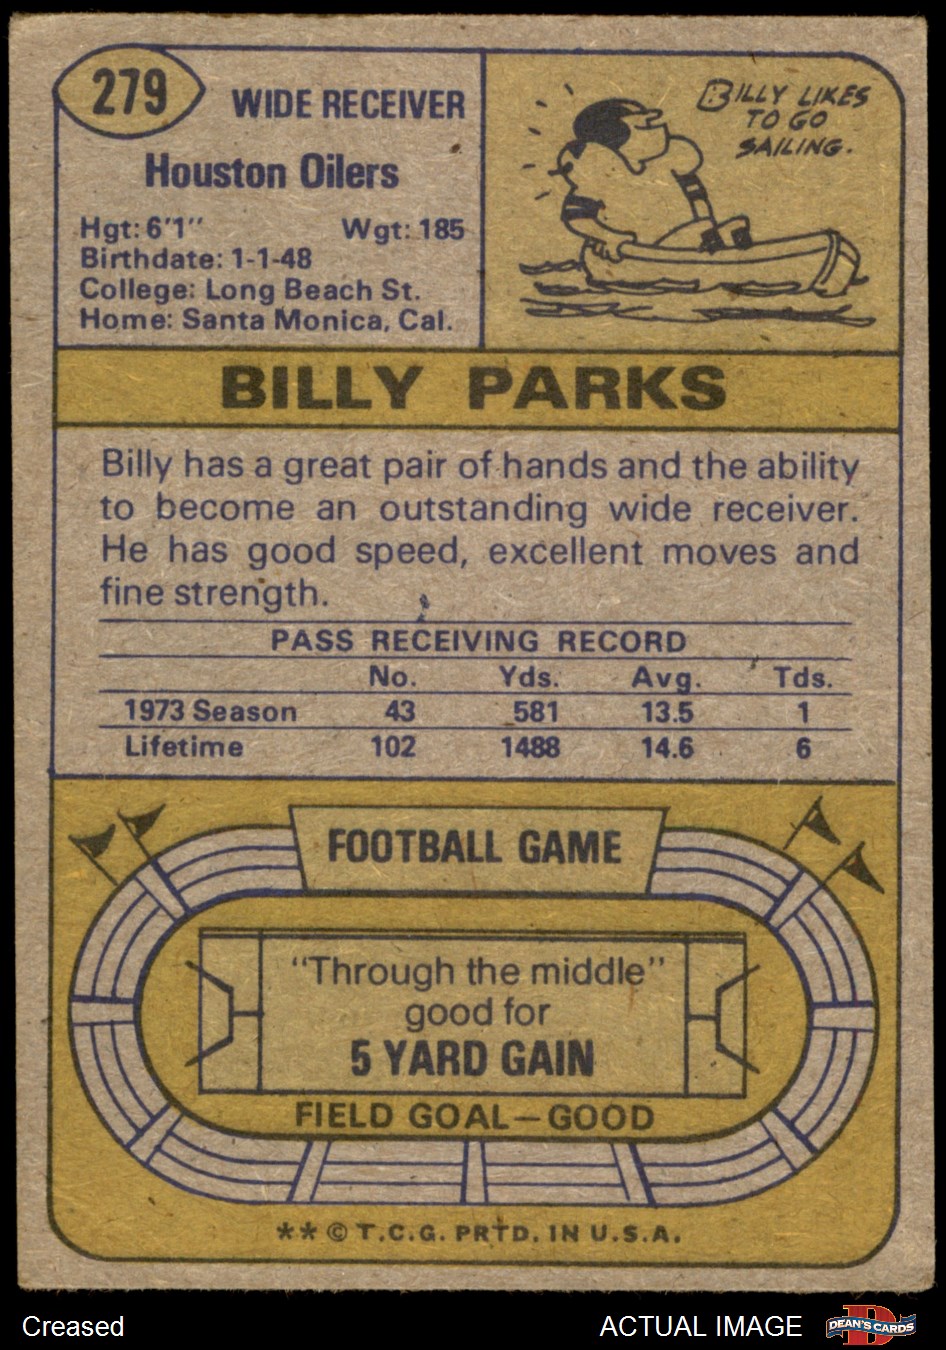 279
WIDE RECEIVER
Houston Oilers
Hgt: 6'1" Wgt: 185
Birthdate: 1-1-48
College: Long Beach St.
Home: Santa Monica, Cal.
BILLY LIKES
TO GO
SAILING.
BILLY PARKS
Billy has a great pair of hands and the ability
to become an outstanding wide receiver.
He has good speed, excellent moves and
fine strength.
PASS RECEIVING RECORD
No. Yds. Avg. Tds.
1973 Season 43 581 13.5 1
Lifetime 102 1488 14.6 6
FOOTBALL GAME
"Through the middle"
good for
5 YARD GAIN
FIELD GOAL—GOOD
** © T.C.G. PRTD. IN U.S.A.
Creased
ACTUAL IMAGE
DEAN'S CARDS